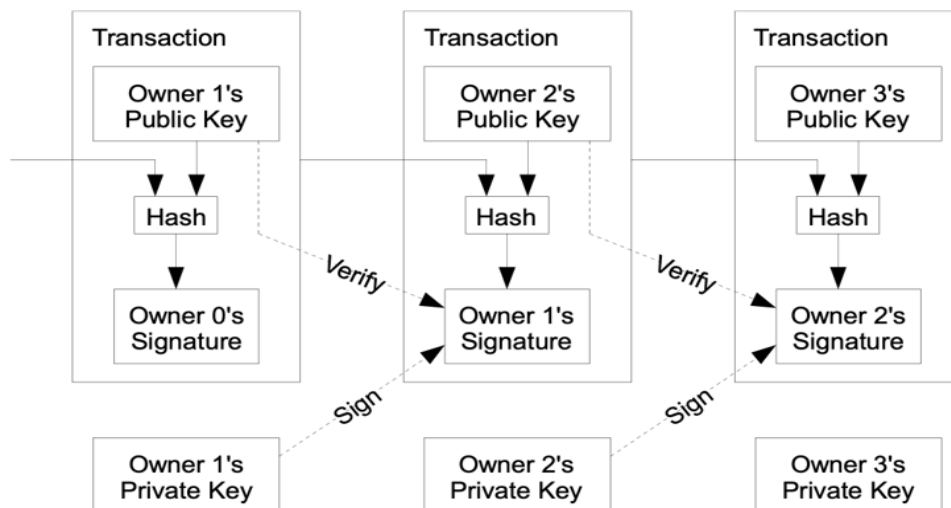 Transaction
Owner 1's
Public Key
Hash
Owner 0's
Signature
Owner 1's
Private Key
Verify
Sign
Transaction
Owner 2's
Public Key
Hash
Owner 1's
Signature
Owner 2's
Private Key
Verify
Sign
Transaction
Owner 3's
Public Key
Hash
Owner 2's
Signature
Owner 3's
Private Key